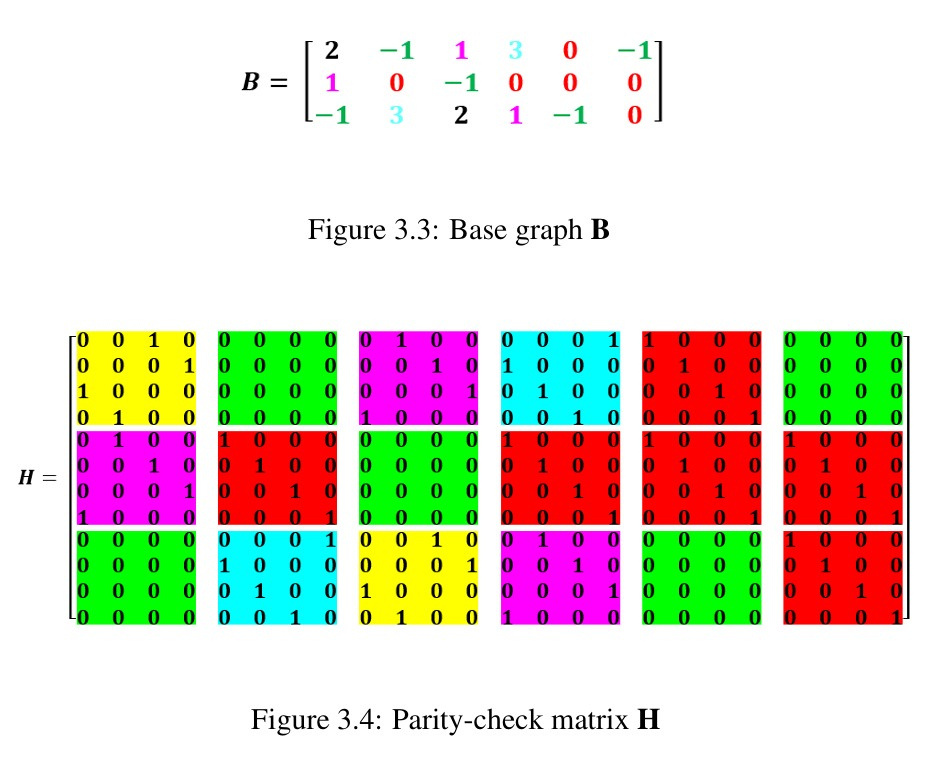 2 −1 1 3 0 −1
B = 1 0 −1 0 0 0
−1 3 2 1 −1 0
Figure 3.3: Base graph B
0 0 1 0 0 0 0 0 0 1 0 0 0 0 0 1 1 0 0 0 0 0 0 0
0 0 0 1 0 0 0 0 0 0 1 0 1 0 0 0 0 1 0 0 0 0 0 0
1 0 0 0 0 0 0 0 0 0 0 1 0 1 0 0 0 0 1 0 0 0 0 0
0 1 0 0 0 0 0 0 1 0 0 0 0 0 1 0 0 0 0 1 0 0 0 0
0 1 0 0 1 0 0 0 0 0 0 0 1 0 0 0 1 0 0 0 1 0 0 0
0 0 1 0 0 1 0 0 0 0 0 0 0 1 0 0 0 1 0 0 0 1 0 0
H = 0 0 0 1 0 0 1 0 0 0 0 0 0 0 1 0 0 0 1 0 0 0 1 0
1 0 0 0 0 0 0 1 0 0 0 0 0 0 0 1 0 0 0 1 0 0 0 1
0 0 0 0 0 0 0 1 0 0 1 0 0 1 0 0 0 0 0 0 1 0 0 0
0 0 0 0 1 0 0 0 0 0 0 1 0 0 1 0 0 0 0 0 0 1 0 0
0 0 0 0 0 1 0 0 1 0 0 0 0 0 0 1 0 0 0 0 0 0 1 0
0 0 0 0 0 0 1 0 0 1 0 0 1 0 0 0 0 0 0 0 0 0 0 1
Figure 3.4: Parity-check matrix H